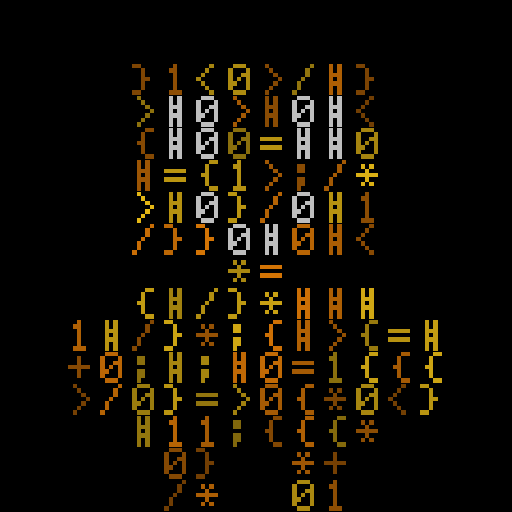 }1<0>/H}
>H0>H0H<
{H00=HH0
H={1>;/*
>H0}/0H1
/}}0H0H<
*=
{H/}*HHH
1H/}*;{H>{=H
+0;H;H0=1{{{
>/0}=>0{*0<}
H11;{{{*
0} *+
/* 01